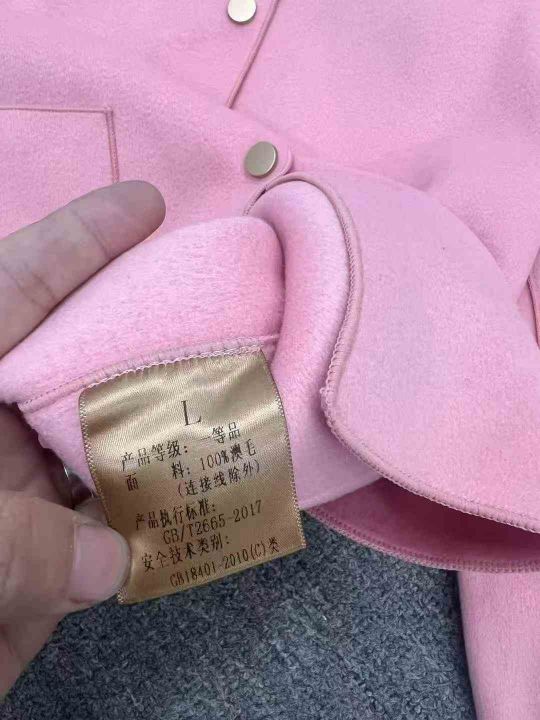 L
产品等级: 一等品
面 料: 100%澳毛
(连接线除外)
产品执行标准:
GB/T2665-2017
安全技术类别:
GB18401-2010(C)类